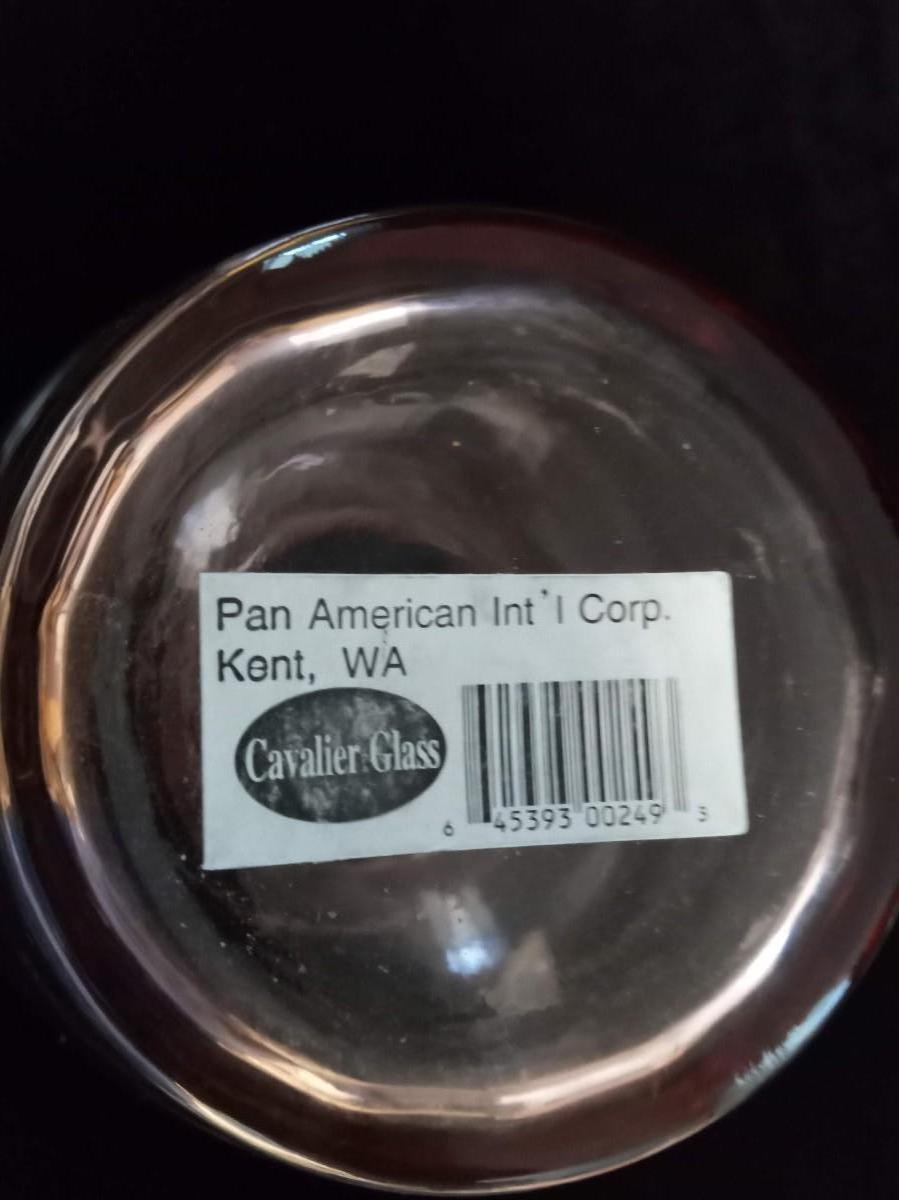 Pan American Int'l Corp.
Kent, WA
Cavalier Glass
6 45393 00249 3